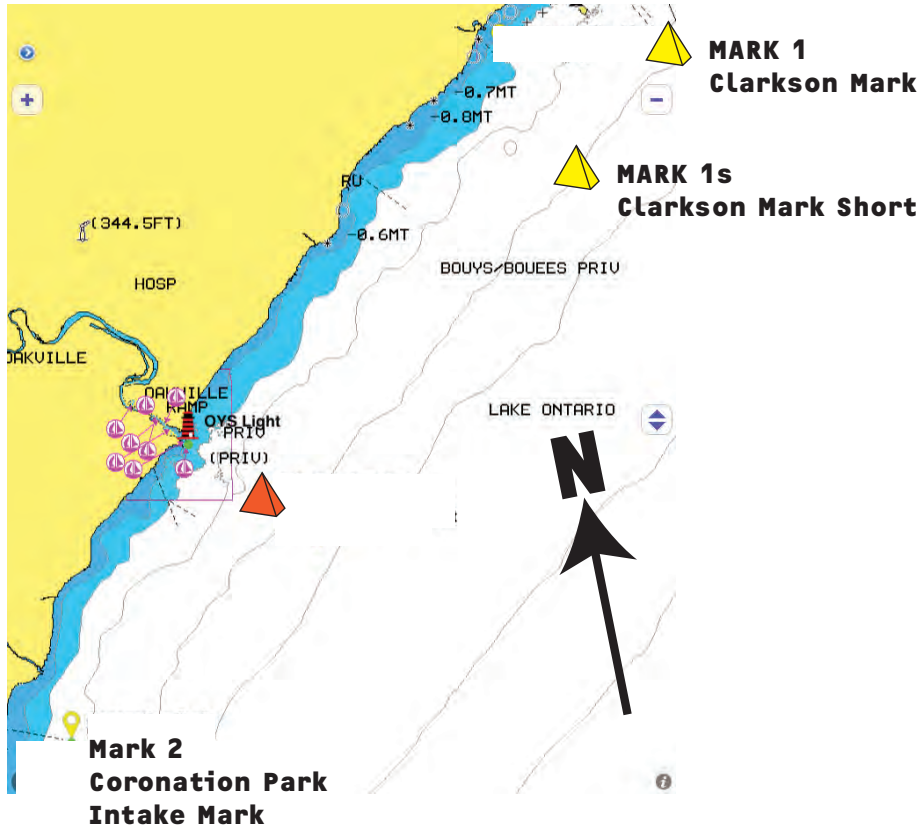 MARK 1
Clarkson Mark
-0.7MT
-0.8MT
MARK 1s
Clarkson Mark Short
RU
(344.5FT)
-0.6MT
BOUYS/BOUEES PRIV
HOSP
OAKVILLE
OAKVILLE
RAMP
LAKE ONTARIO
OYS Light
PRIV
(PRIV)
N
Mark 2
Coronation Park
Intake Mark